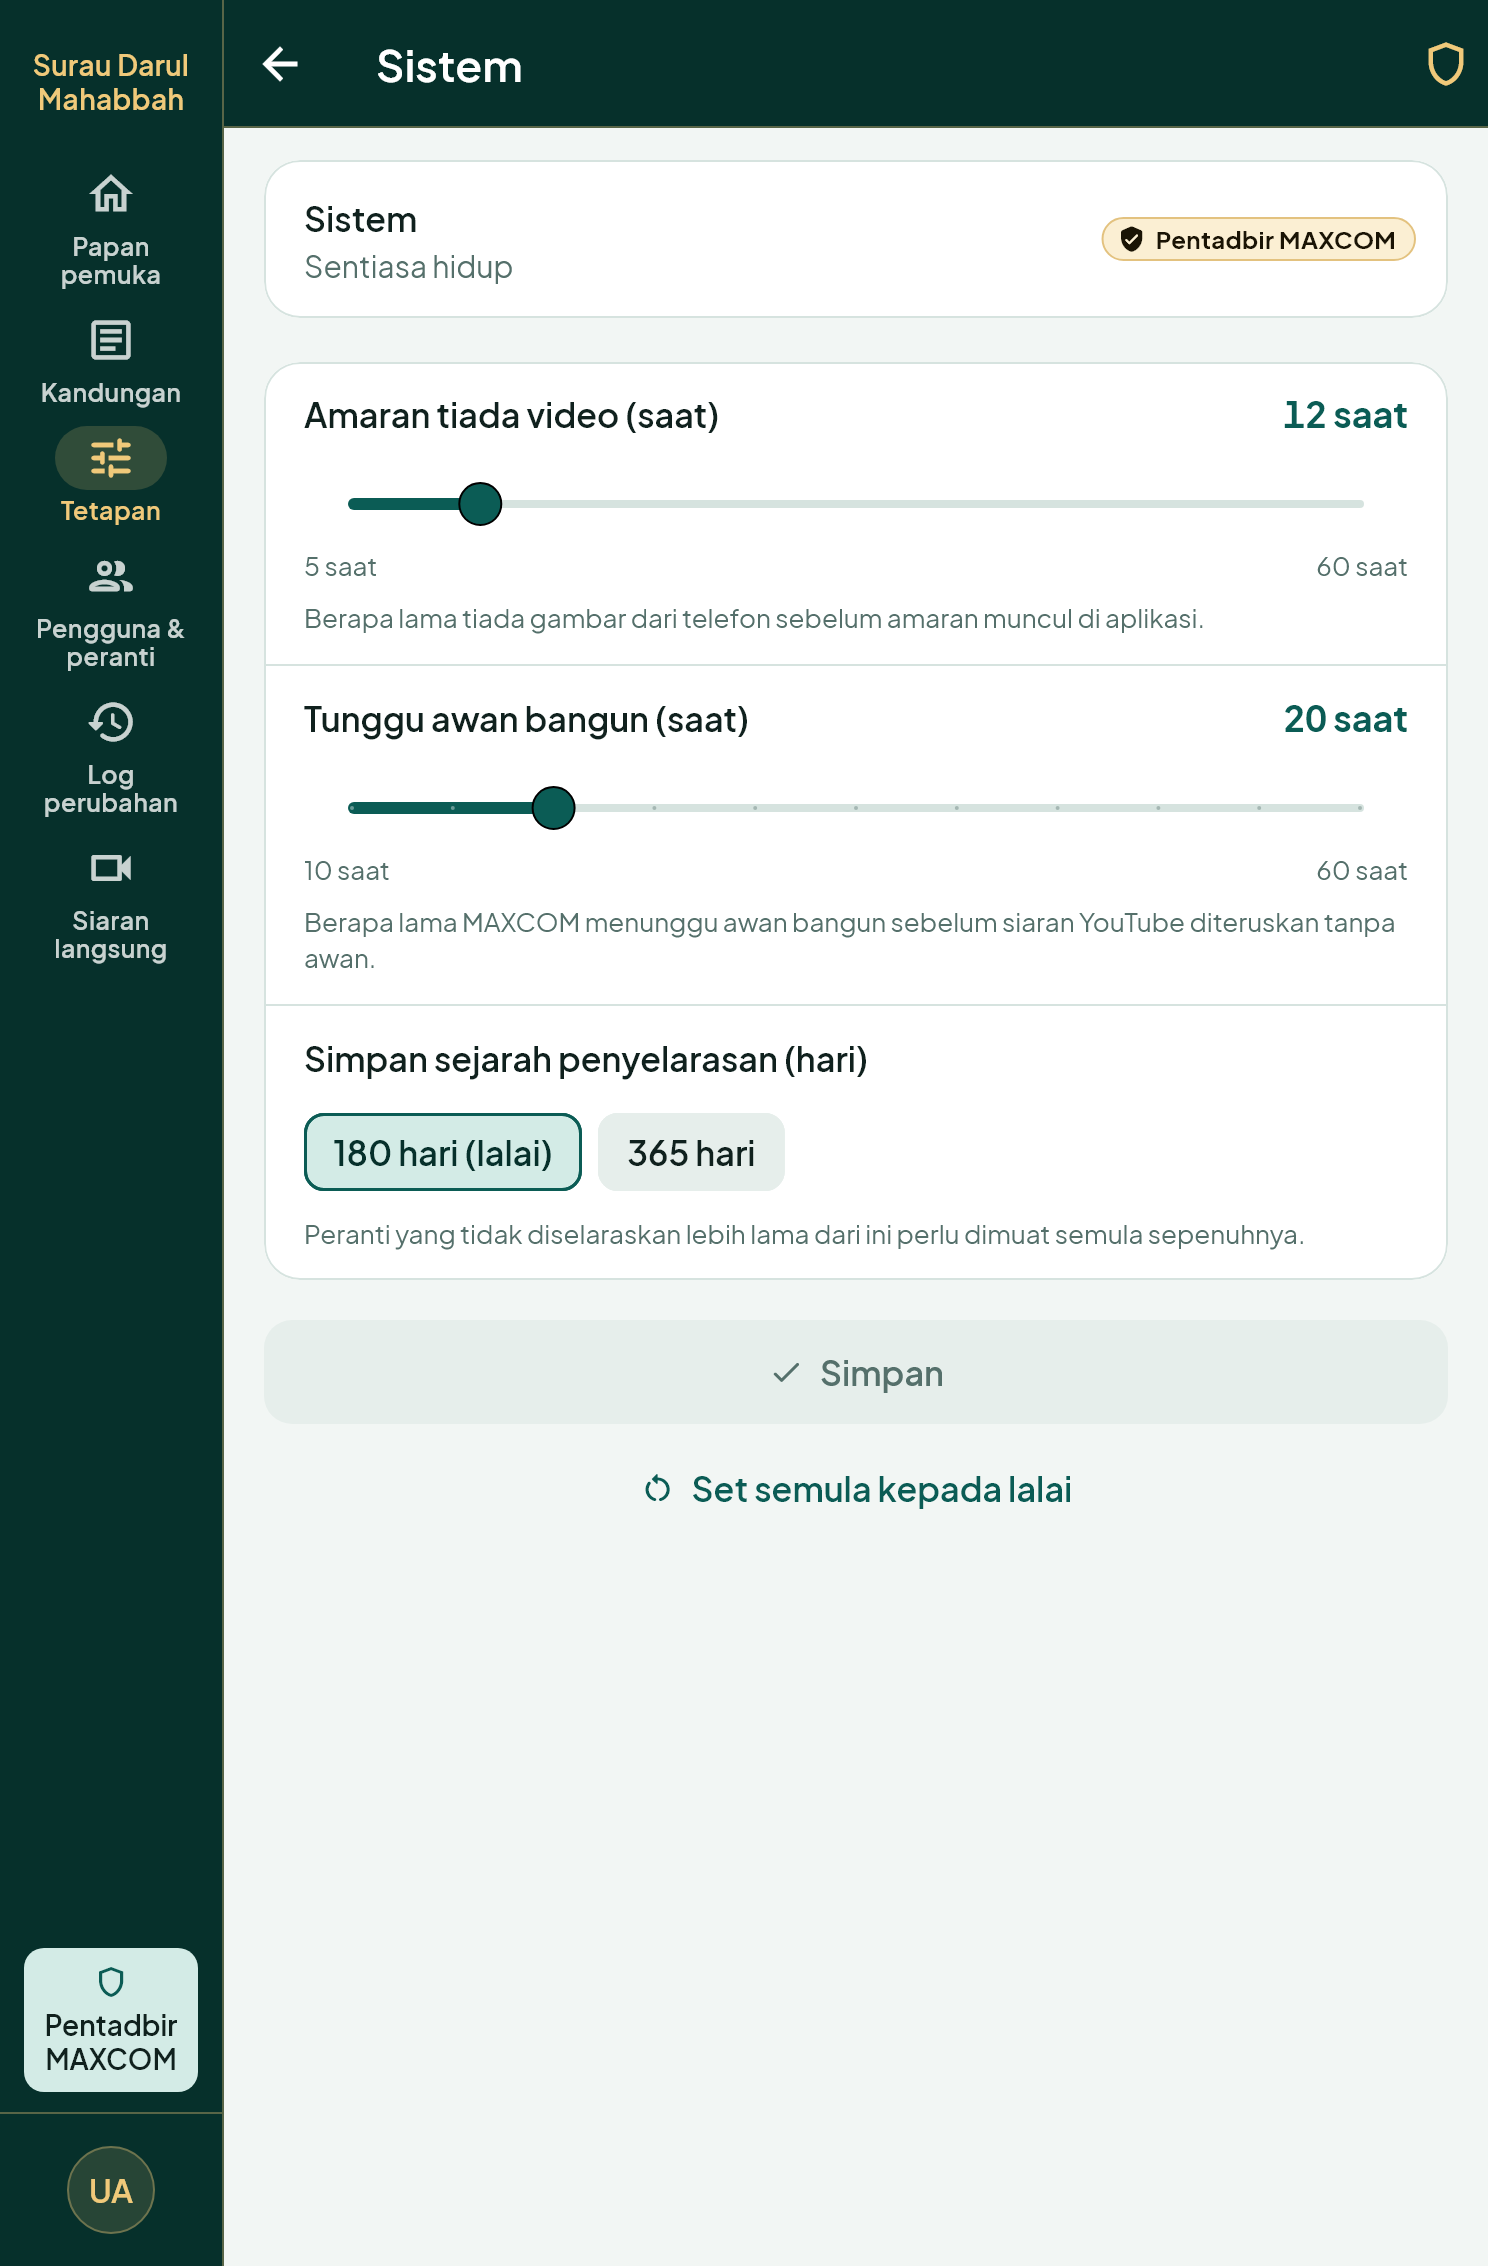 Surau Darul
Mahabbah
Papan
pemuka
Kandungan
Tetapan
Pengguna &
peranti
Log
perubahan
Siaran
langsung
Pentadbir
MAXCOM
UA
Sistem
Sistem
Sentiasa hidup
Pentadbir MAXCOM
Amaran tiada video (saat)
12 saat
5 saat
60 saat
Berapa lama tiada gambar dari telefon sebelum amaran muncul di aplikasi.
Tunggu awan bangun (saat)
20 saat
10 saat
60 saat
Berapa lama MAXCOM menunggu awan bangun sebelum siaran YouTube diteruskan tanpa
awan.
Simpan sejarah penyelarasan (hari)
180 hari (lalai)
365 hari
Peranti yang tidak diselaraskan lebih lama dari ini perlu dimuat semula sepenuhnya.
Simpan
Set semula kepada lalai